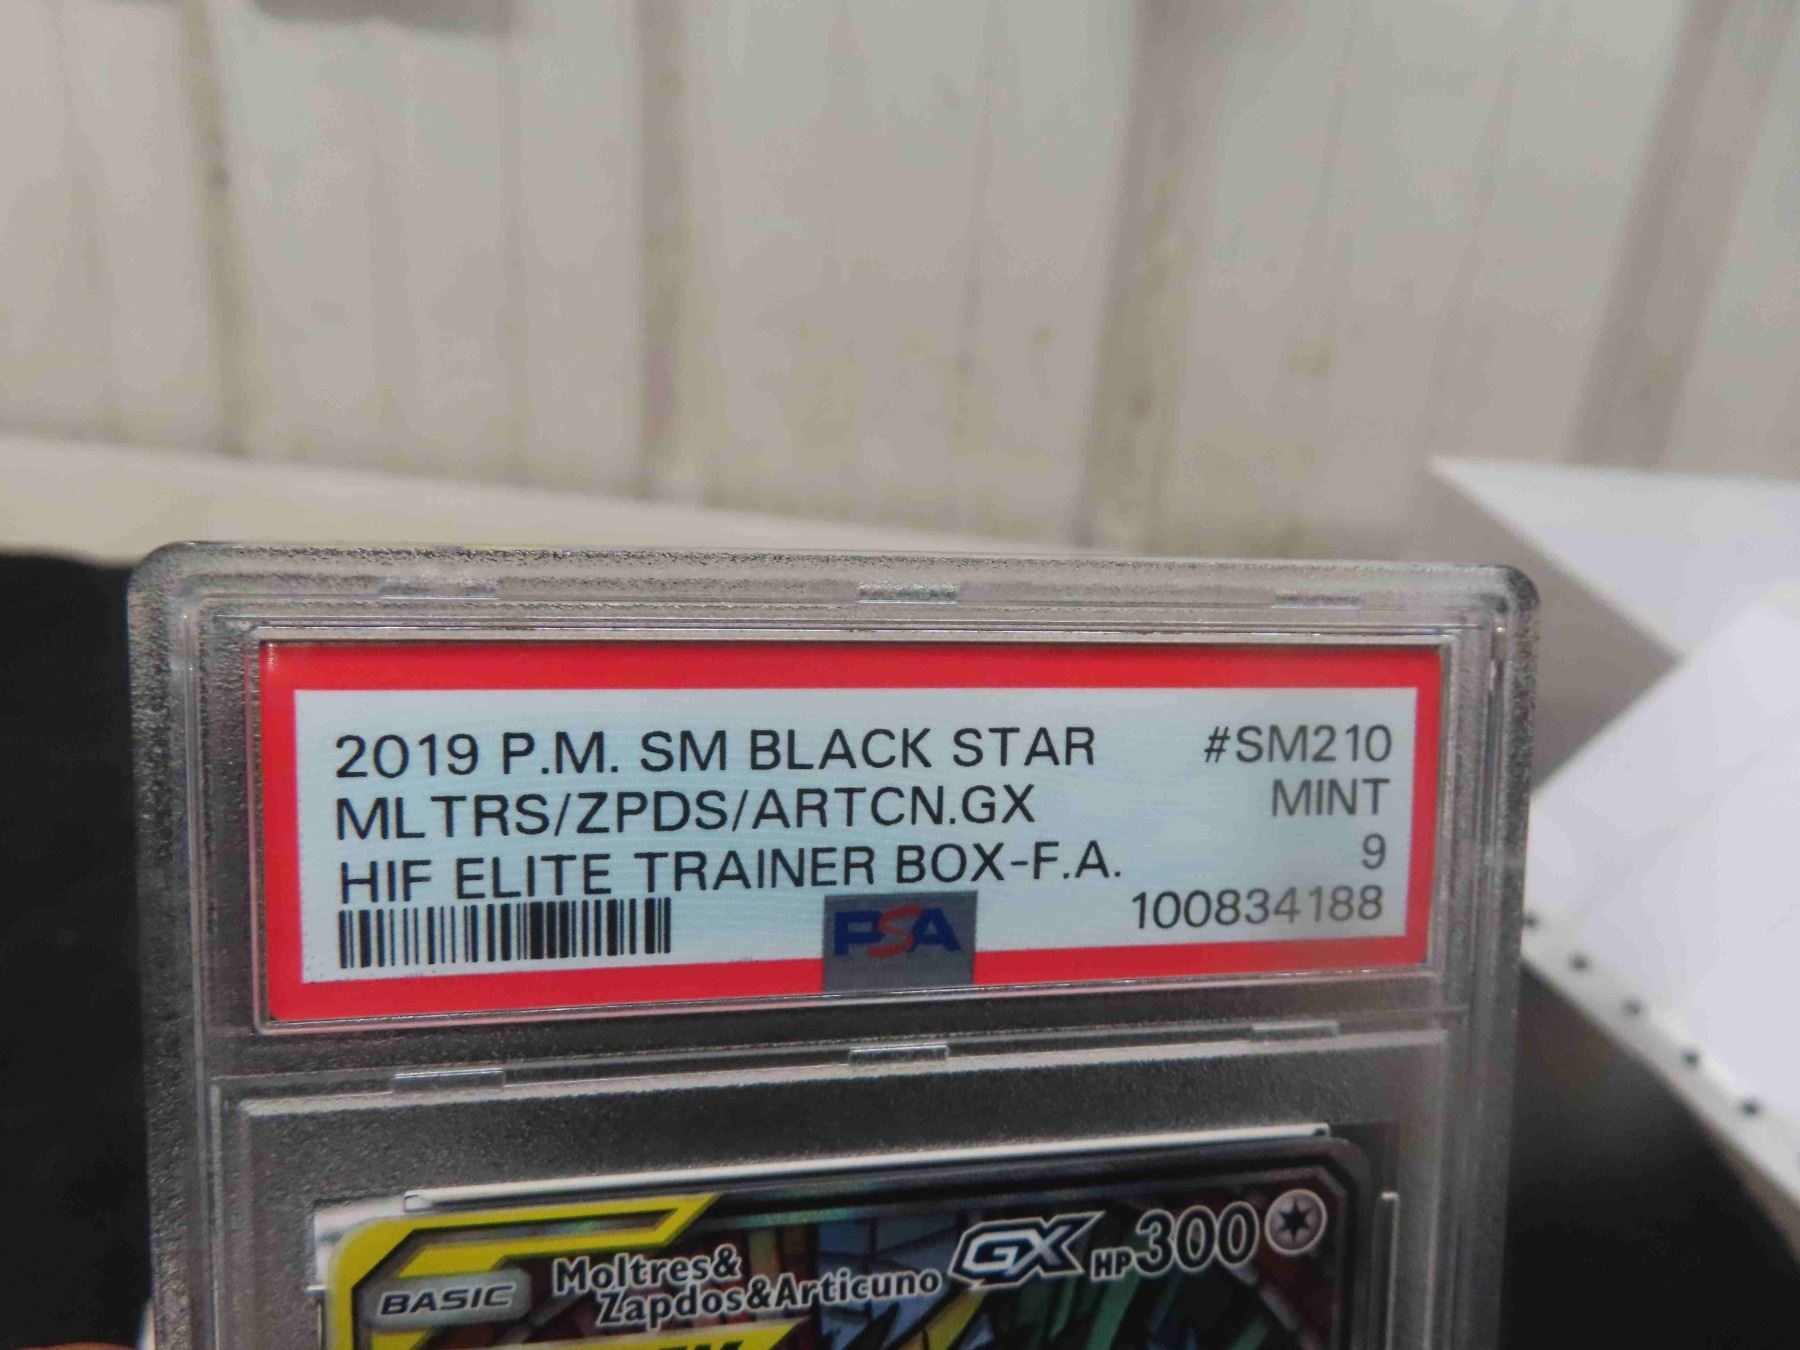 2019 P.M. SM BLACK STAR #SM210
MLTRS/ZPDS/ARTCN.GX MINT
HIF ELITE TRAINER BOX-F.A. 9
PSA 100834188
BASIC Moltres& Zapdos&Articuno GX HP300